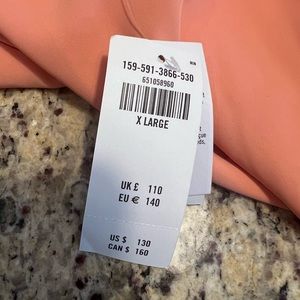 159-591-3866-530
651058960
X LARGE
UK £ 110
EU € 140
US $ 130
CAN $ 160